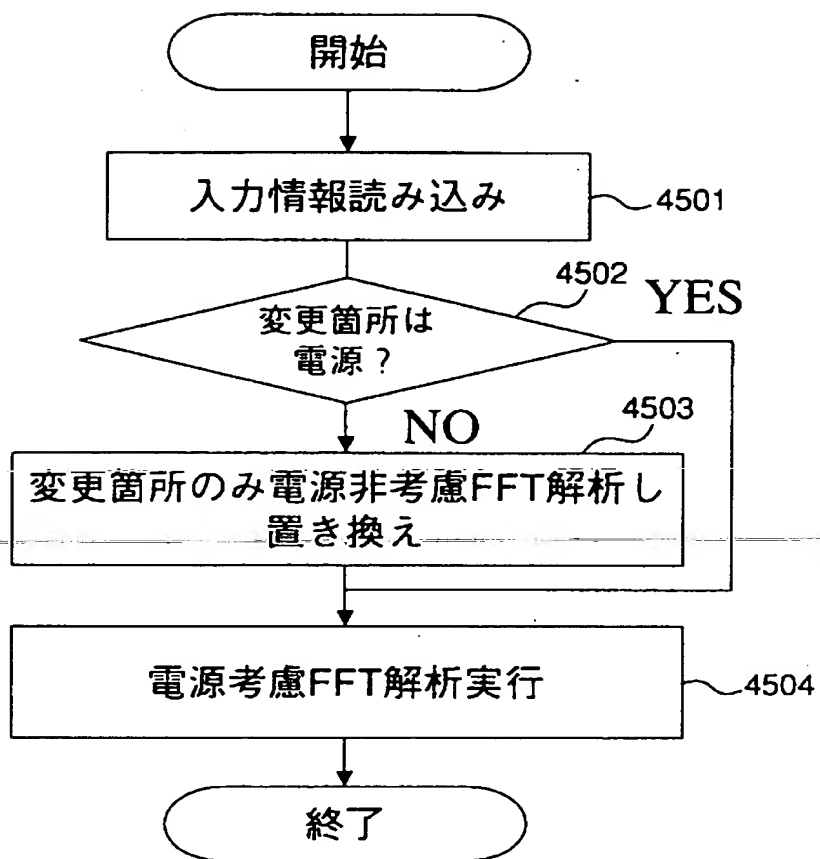 開始
入力情報読み込み
4501
4502
YES
変更箇所は
電源？
NO
4503
変更箇所のみ電源非考慮FFT解析し
置き換え
電源考慮FFT解析実行
4504
終了